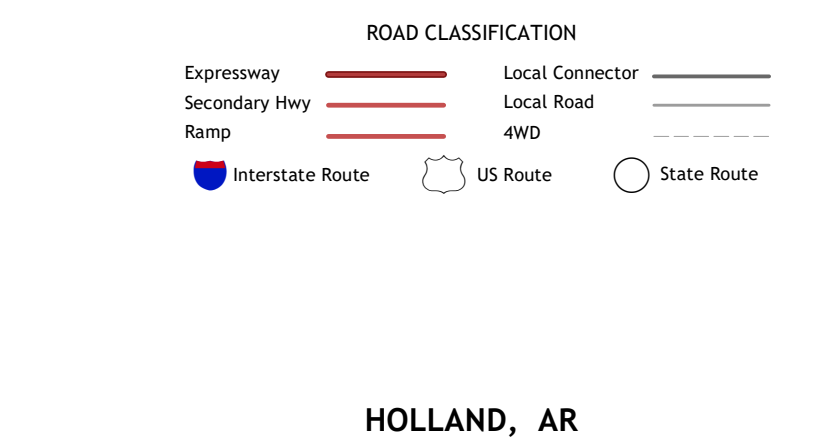 ROAD CLASSIFICATION
Expressway Local Connector
Secondary Hwy Local Road
Ramp 4WD
Interstate Route US Route State Route
HOLLAND, AR